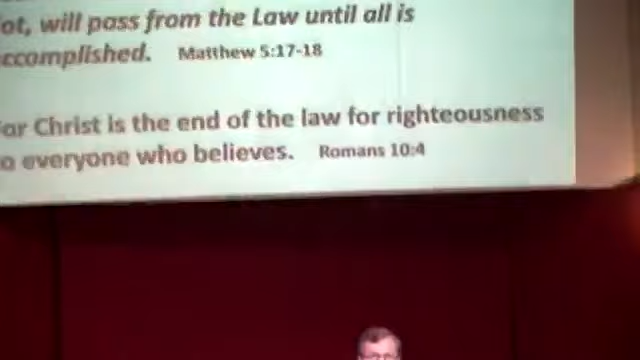 ot, will pass from the Law until all is
ccomplished. Matthew 5:17-18
or Christ is the end of the law for righteousness
o everyone who believes. Romans 10:4